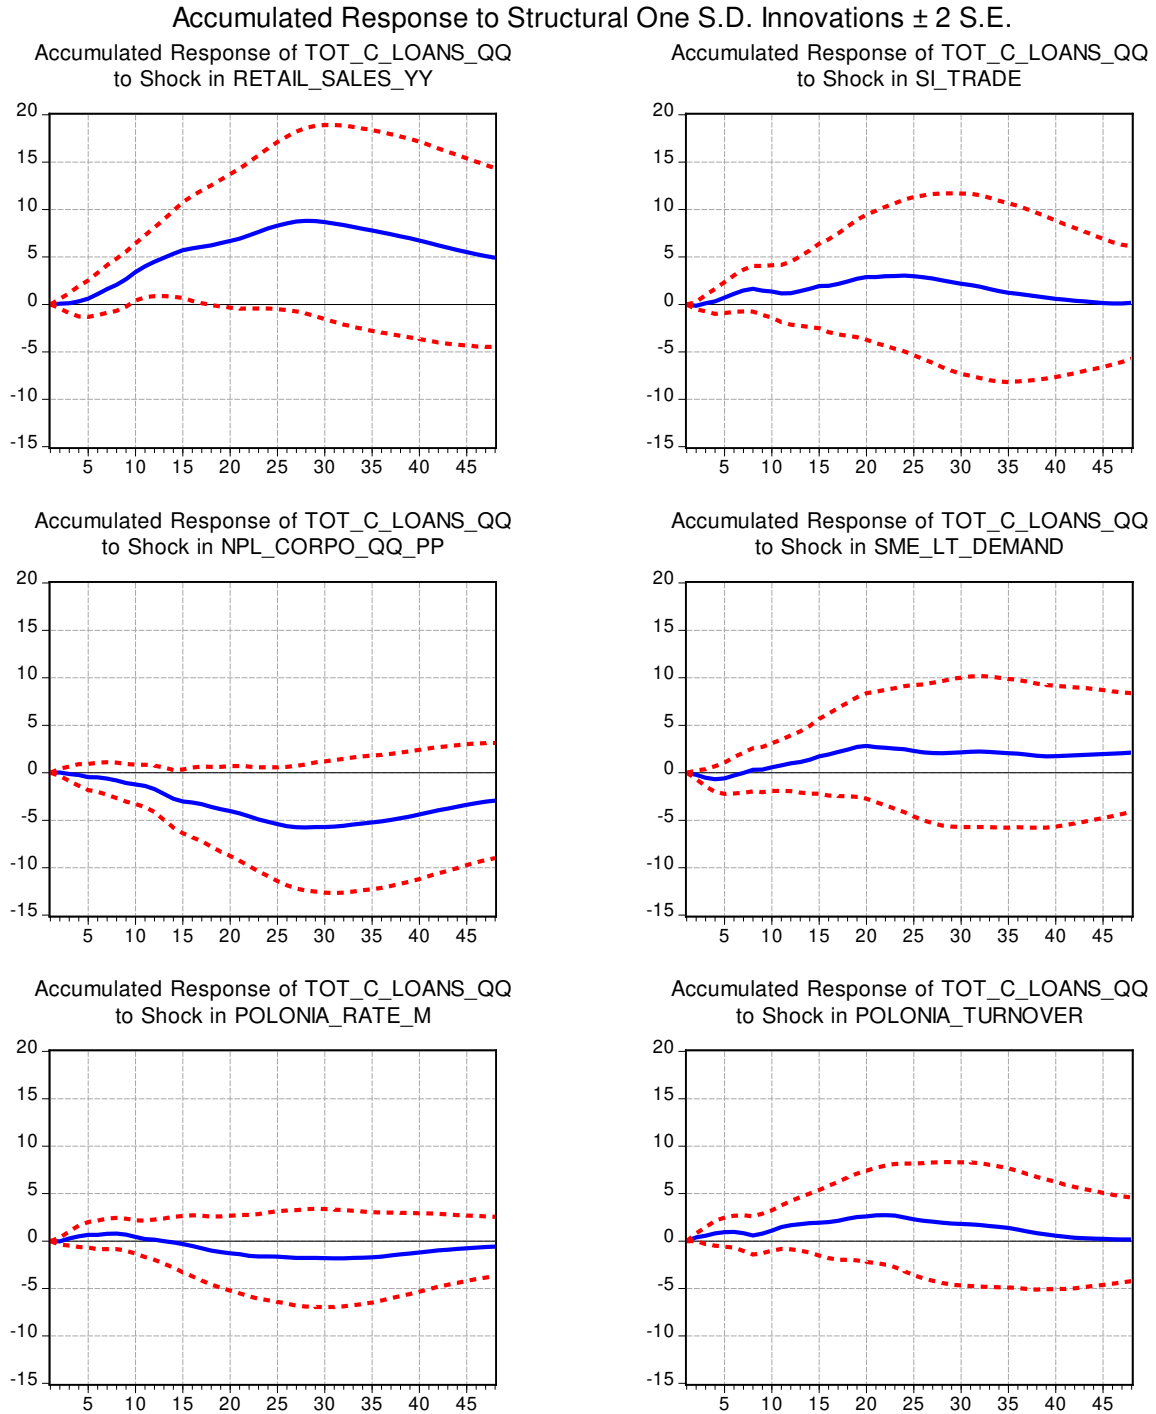 Accumulated Response to Structural One S.D. Innovations ± 2 S.E.
Accumulated Response of TOT_C_LOANS_QQ
to Shock in RETAIL_SALES_YY
20
15
10
5
0
-5
-10
-15
5 10 15 20 25 30 35 40 45
Accumulated Response of TOT_C_LOANS_QQ
to Shock in SI_TRADE
20
15
10
5
0
-5
-10
-15
5 10 15 20 25 30 35 40 45
Accumulated Response of TOT_C_LOANS_QQ
to Shock in NPL_CORPO_QQ_PP
20
15
10
5
0
-5
-10
-15
5 10 15 20 25 30 35 40 45
Accumulated Response of TOT_C_LOANS_QQ
to Shock in SME_LT_DEMAND
20
15
10
5
0
-5
-10
-15
5 10 15 20 25 30 35 40 45
Accumulated Response of TOT_C_LOANS_QQ
to Shock in POLONIA_RATE_M
20
15
10
5
0
-5
-10
-15
5 10 15 20 25 30 35 40 45
Accumulated Response of TOT_C_LOANS_QQ
to Shock in POLONIA_TURNOVER
20
15
10
5
0
-5
-10
-15
5 10 15 20 25 30 35 40 45